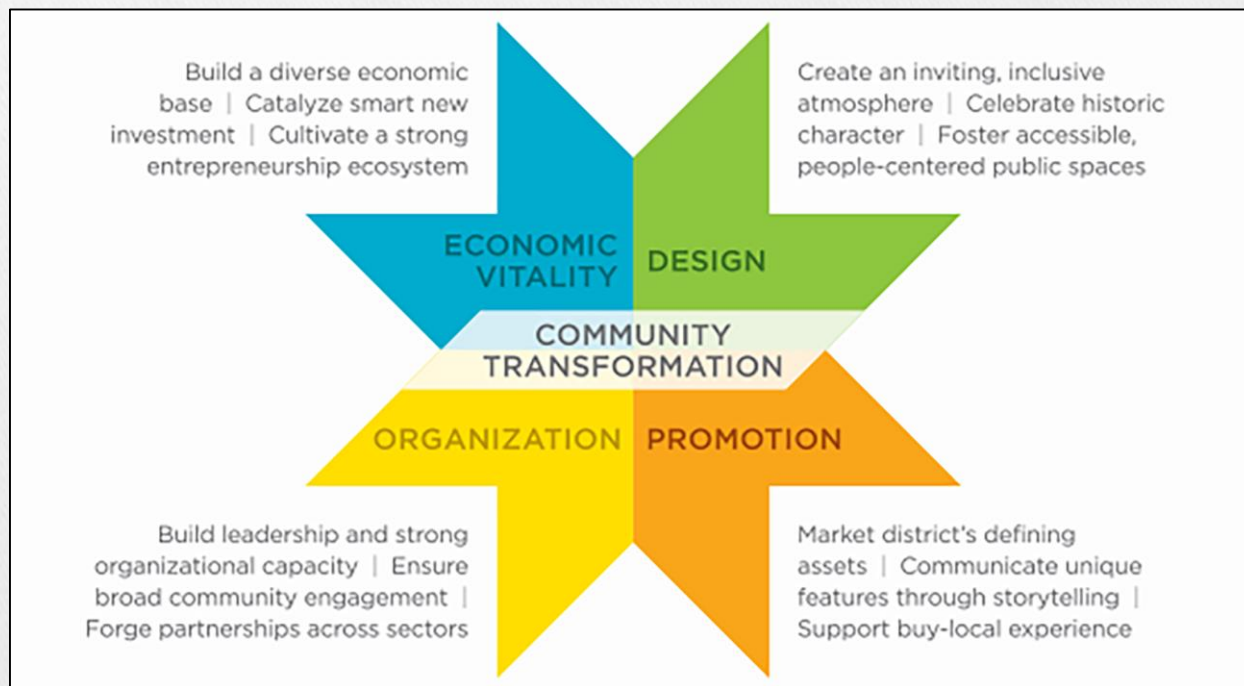 Build a diverse economic
base | Catalyze smart new
investment | Cultivate a strong
entrepreneurship ecosystem
Create an inviting, inclusive
atmosphere | Celebrate historic
character | Foster accessible,
people-centered public spaces
ECONOMIC
VITALITY
DESIGN
COMMUNITY
TRANSFORMATION
ORGANIZATION
PROMOTION
Build leadership and strong
organizational capacity | Ensure
broad community engagement |
Forge partnerships across sectors
Market district's defining
assets | Communicate unique
features through storytelling |
Support buy-local experience